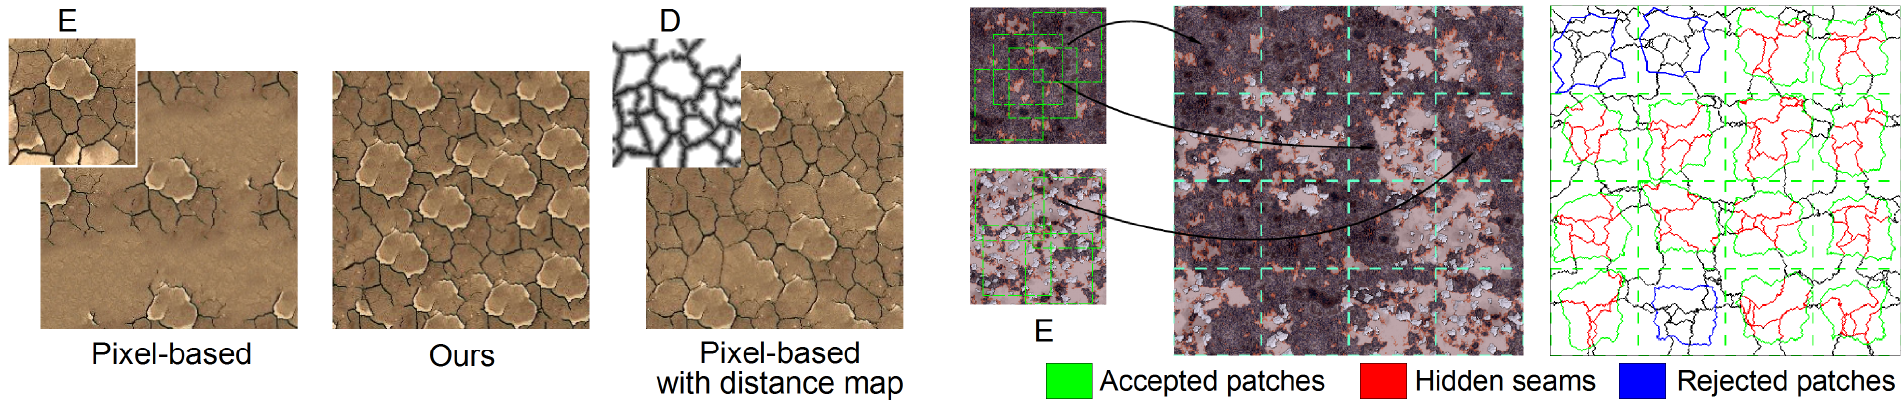 E
D
Pixel-based
Ours
Pixel-based
with distance map
E
Accepted patches
Hidden seams
Rejected patches